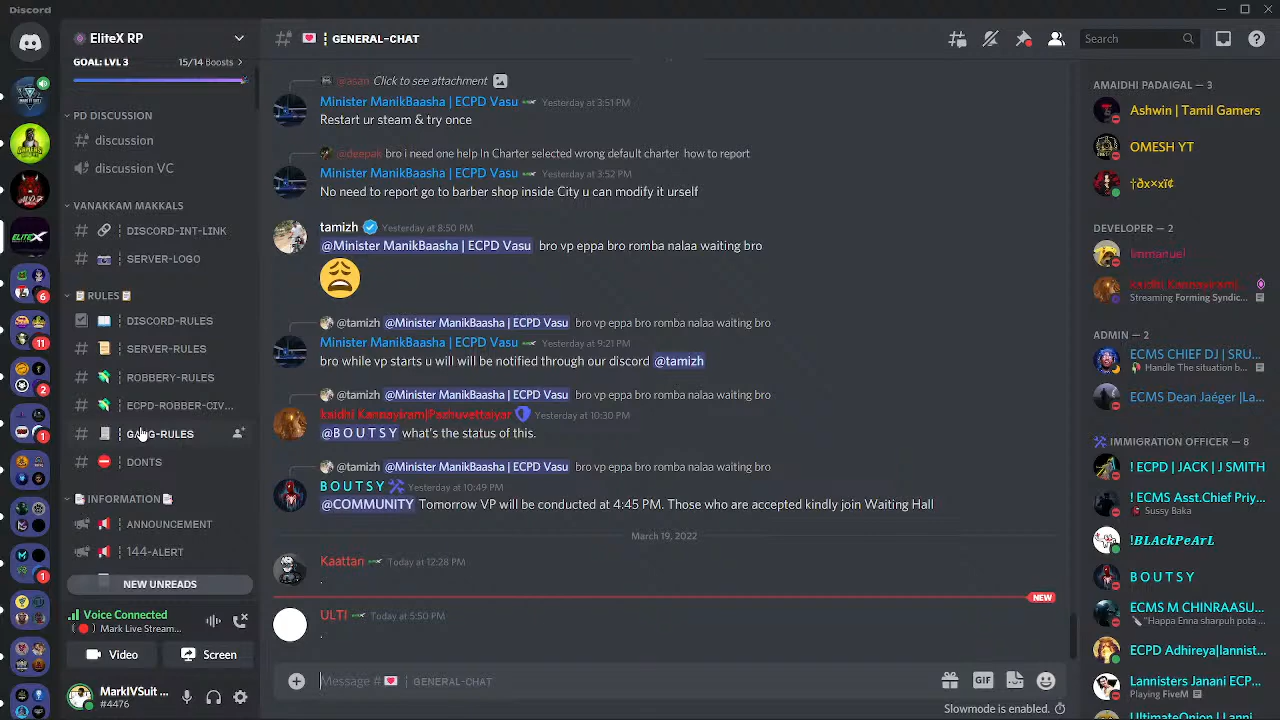 Discord
EliteX RP
GOAL: LVL 3 15/14 Boosts
PD DISCUSSION
discussion
discussion VC
VANAKKAM MAKKALS
DISCORD-INT-LINK
SERVER-LOGO
RULES
DISCORD-RULES
SERVER-RULES
ROBBERY-RULES
ECPD-ROBBER-CIV...
GANG-RULES
DONTS
INFORMATION
ANNOUNCEMENT
144-ALERT
NEW UNREADS
Voice Connected
Mark Live Stream...
Video Screen
MarkVSuit...
#4476
6
11
2
1
1
GENERAL-CHAT
Search
@asan Click to see attachment
Minister ManikBaasha | ECPD Vasu Yesterday at 3:51 PM
Restart ur steam & try once
@deepak bro i need one help In Charter selected wrong default charter how to report
Minister ManikBaasha | ECPD Vasu Yesterday at 3:52 PM
No need to report go to barber shop inside City u can modify it urself
tamizh Yesterday at 8:50 PM
@Minister ManikBaasha | ECPD Vasu bro vp eppa bro romba nalaa waiting bro
@tamizh @Minister ManikBaasha | ECPD Vasu bro vp eppa bro romba nalaa waiting bro
Minister ManikBaasha | ECPD Vasu Yesterday at 9:21 PM
bro while vp starts u will will be notified through our discord @tamizh
@tamizh @Minister ManikBaasha | ECPD Vasu bro vp eppa bro romba nalaa waiting bro
kaidhi Kannayiram|Pazhuvettaiyar Yesterday at 10:30 PM
@B O U T S Y what's the status of this.
@tamizh @Minister ManikBaasha | ECPD Vasu bro vp eppa bro romba nalaa waiting bro
B O U T S Y Yesterday at 10:49 PM
@COMMUNITY Tomorrow VP will be conducted at 4:45 PM. Those who are accepted kindly join Waiting Hall
March 19, 2022
Kaattan Today at 12:28 PM
.
NEW
ULTI Today at 5:50 PM
.
Message # GENERAL-CHAT
GIF
Slowmode is enabled.
AMAIDHI PADAIGAL — 3
Ashwin | Tamil Gamers
OMESH YT
†ðx×xï¢
DEVELOPER — 2
Immanuel
kaidhi Kannayiram|...
Streaming Forming Syndic...
ADMIN — 2
ECMS CHIEF DJ | SRU...
Handle The situation b...
ECMS Dean Jaéger |La...
IMMIGRATION OFFICER — 8
! ECPD | JACK | J SMITH
! ECMS Asst.Chief Priy...
Sussy Baka
!BLAckPeArL
B O U T S Y
ECMS M CHINRAASU...
"Happa Enna sharpuh pota ...
ECPD Adhireya|lannist...
Lannisters Janani ECP...
Playing FiveM
UltimateOnion | Lanni...